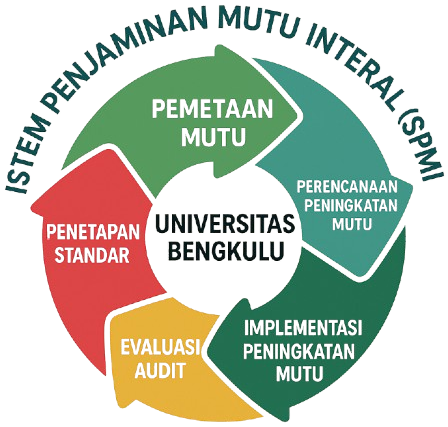 ISTEM PENJAMINAN MUTU INTERAL (SPMI
PEMETAAN
MUTU
PERENCANAAN
PENINGKATAN
MUTU
IMPLEMENTASI
PENINGKATAN
MUTU
EVALUASI
AUDIT
PENETAPAN
STANDAR
UNIVERSITAS
BENGKULU